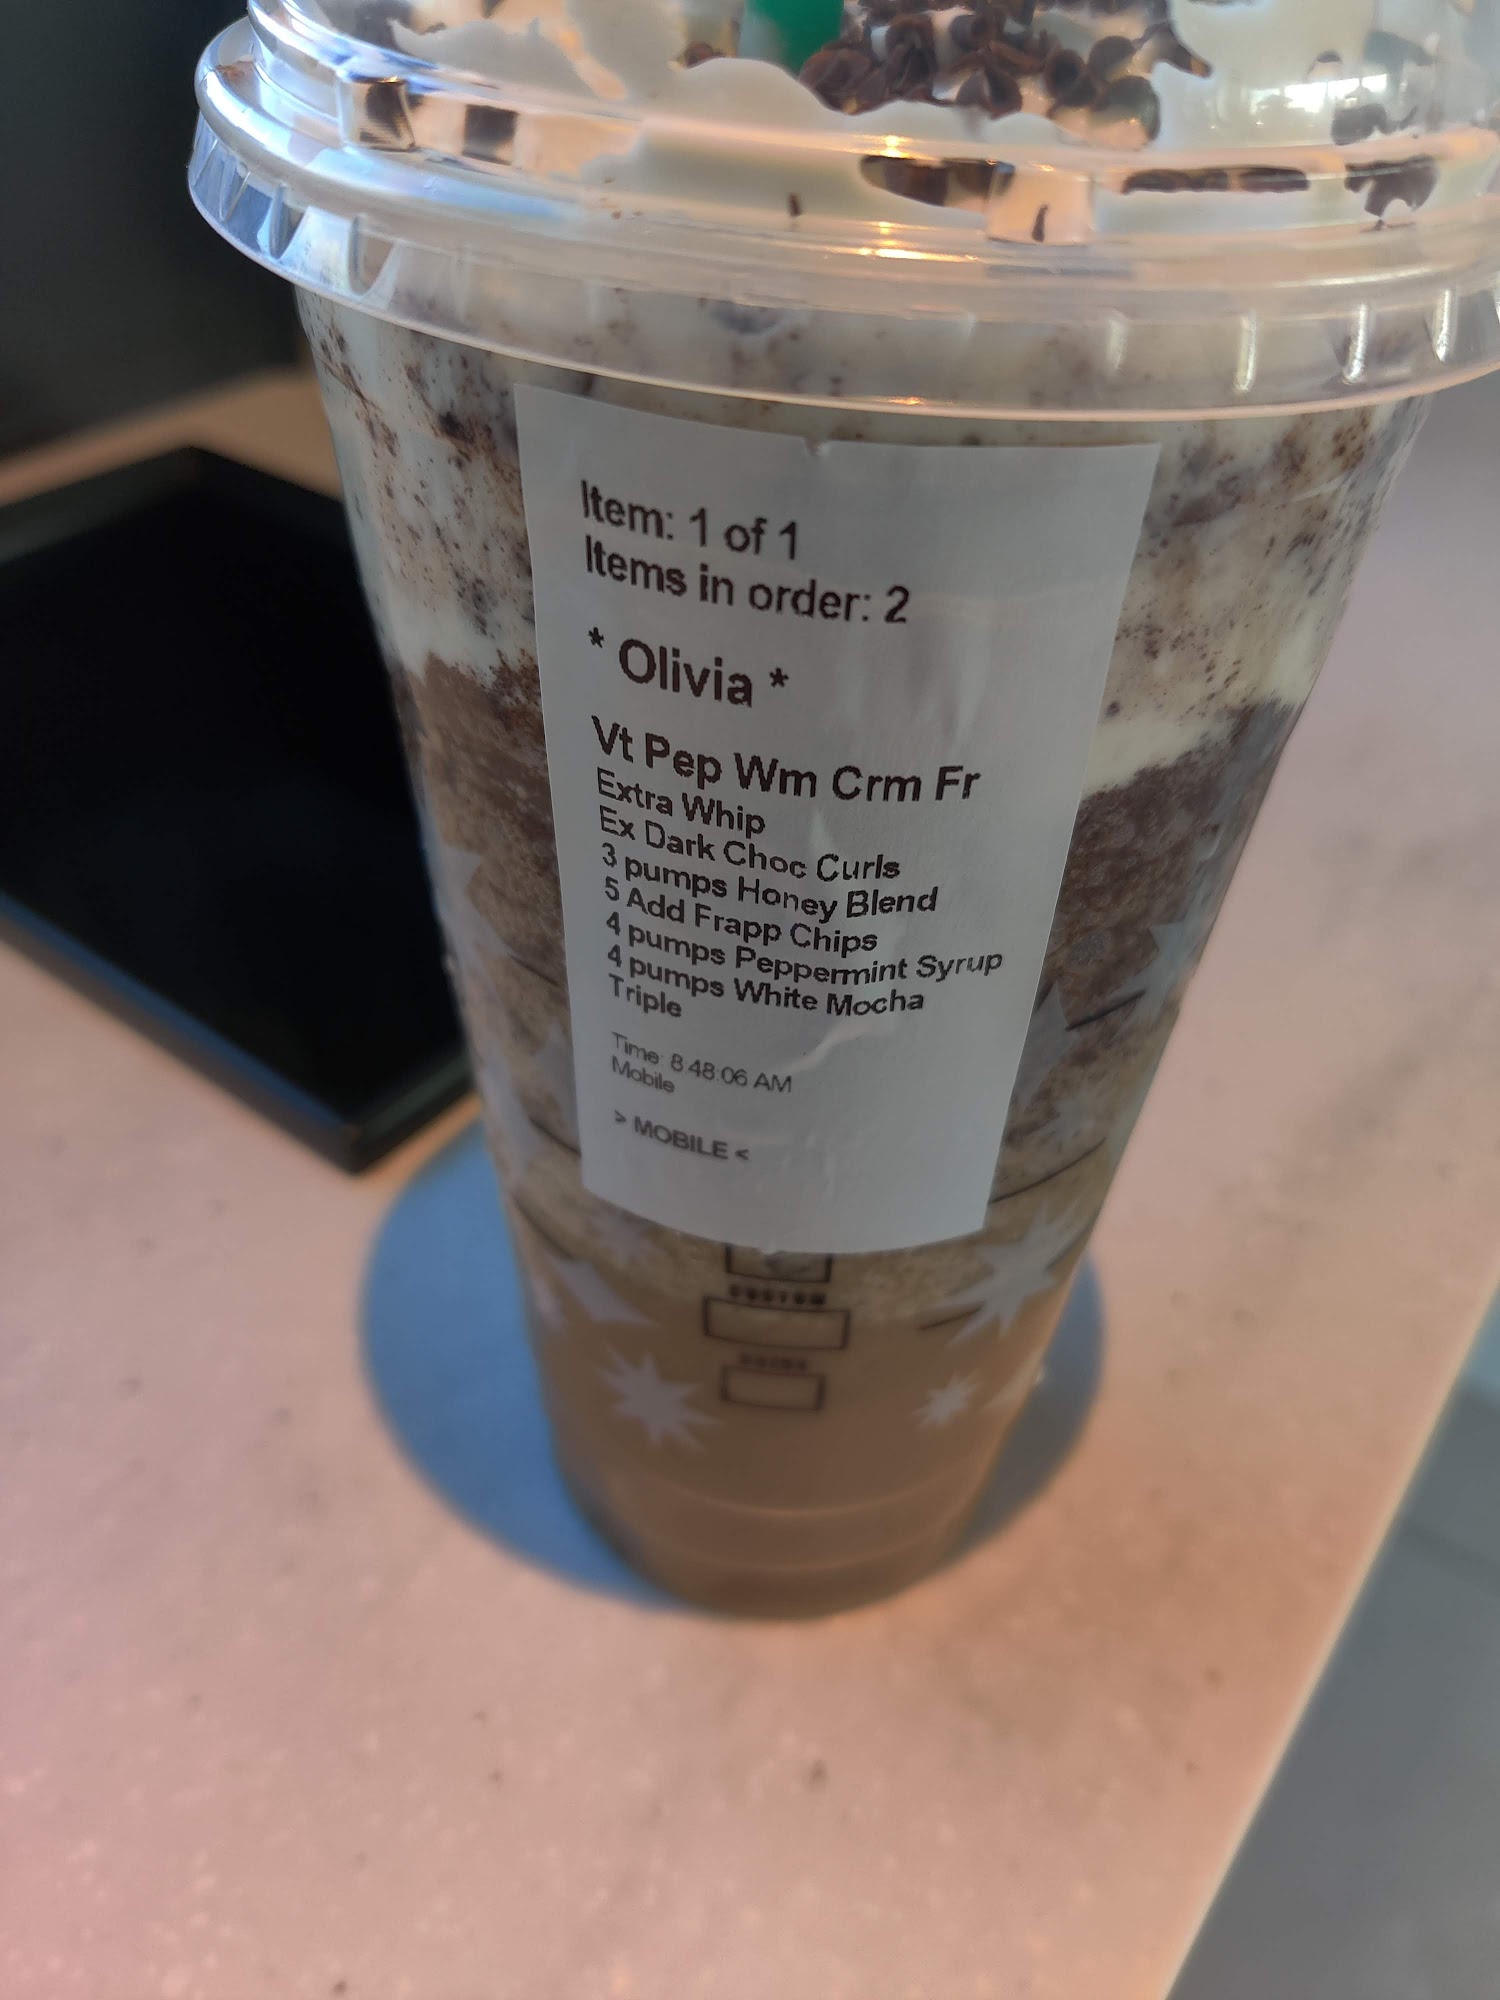 Item: 1 of 1
Items in order: 2
* Olivia *
Vt Pep Wm Crm Fr
Extra Whip
Ex Dark Choc Curls
3 pumps Honey Blend
5 Add Frapp Chips
4 pumps Peppermint Syrup
4 pumps White Mocha
Triple
Time: 8:48:06 AM
Mobile
> MOBILE <
CUSTOM
DRINK